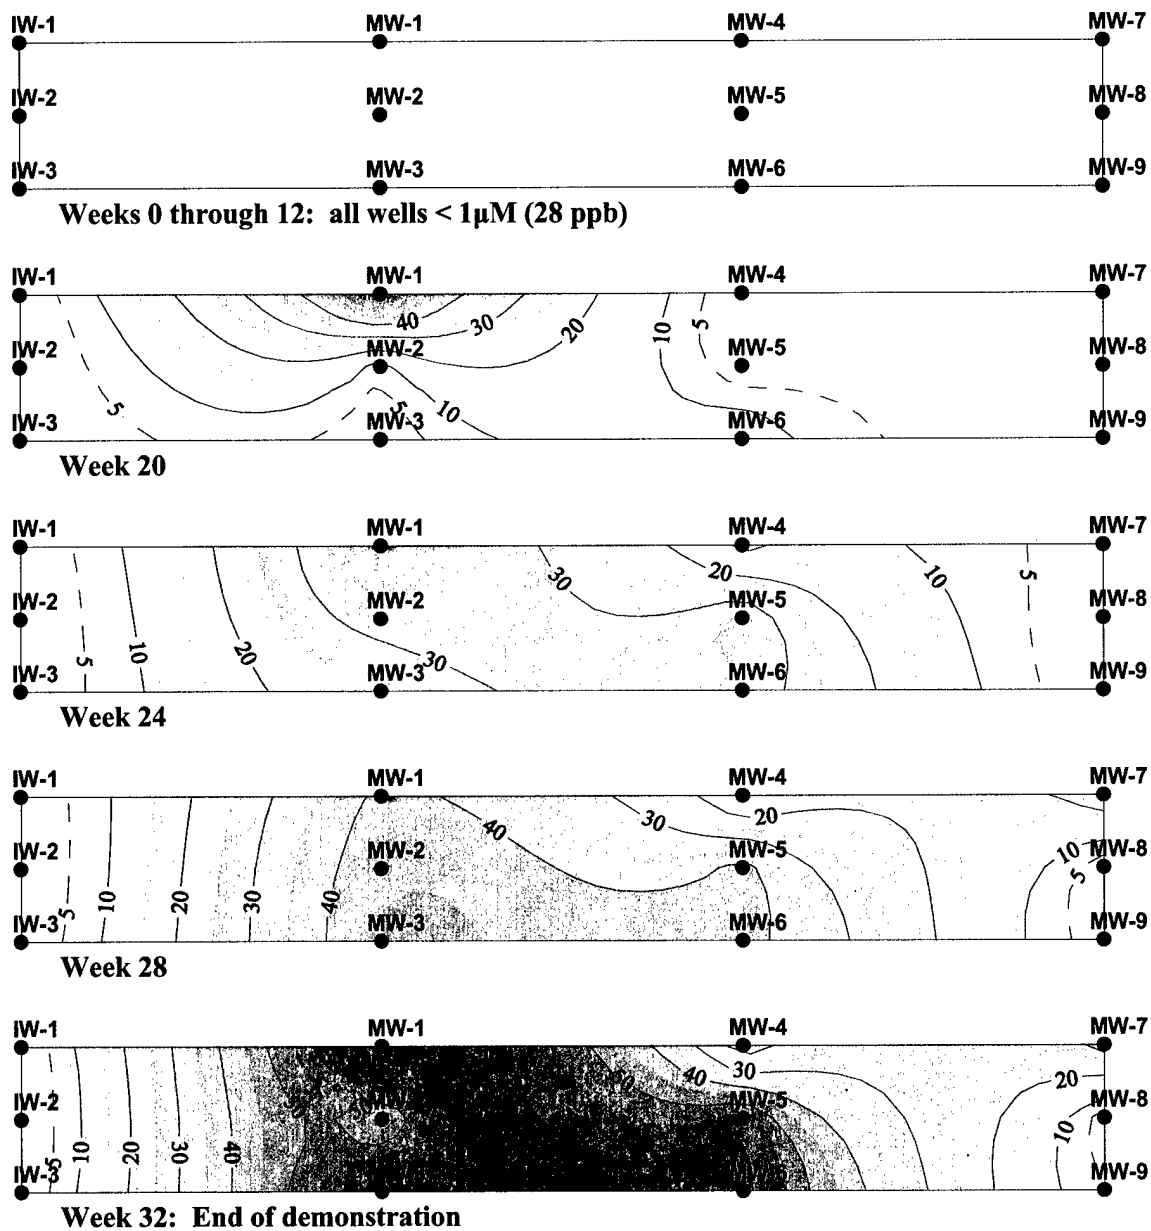 IW-1 MW-1 MW-4 MW-7
IW-2 MW-2 MW-5 MW-8
IW-3 MW-3 MW-6 MW-9
Weeks 0 through 12: all wells < 1µM (28 ppb)
IW-1 MW-1 MW-4 MW-7
40 30 20 10 5
IW-2 MW-2 MW-5 MW-8
5 5 10
IW-3 MW-3 MW-6 MW-9
Week 20
IW-1 MW-1 MW-4 MW-7
30 20 10 5
IW-2 MW-2 MW-5 MW-8
5 10 20 30
IW-3 MW-3 MW-6 MW-9
Week 24
IW-1 MW-1 MW-4 MW-7
40 30 20
IW-2 MW-2 MW-5 MW-8
10 5
5 10 20 30 40
IW-3 MW-3 MW-6 MW-9
Week 28
IW-1 MW-1 MW-4 MW-7
40 30 20
IW-2 MW-5 MW-8
5 10 20 30 40 10
IW-3 MW-9
Week 32: End of demonstration